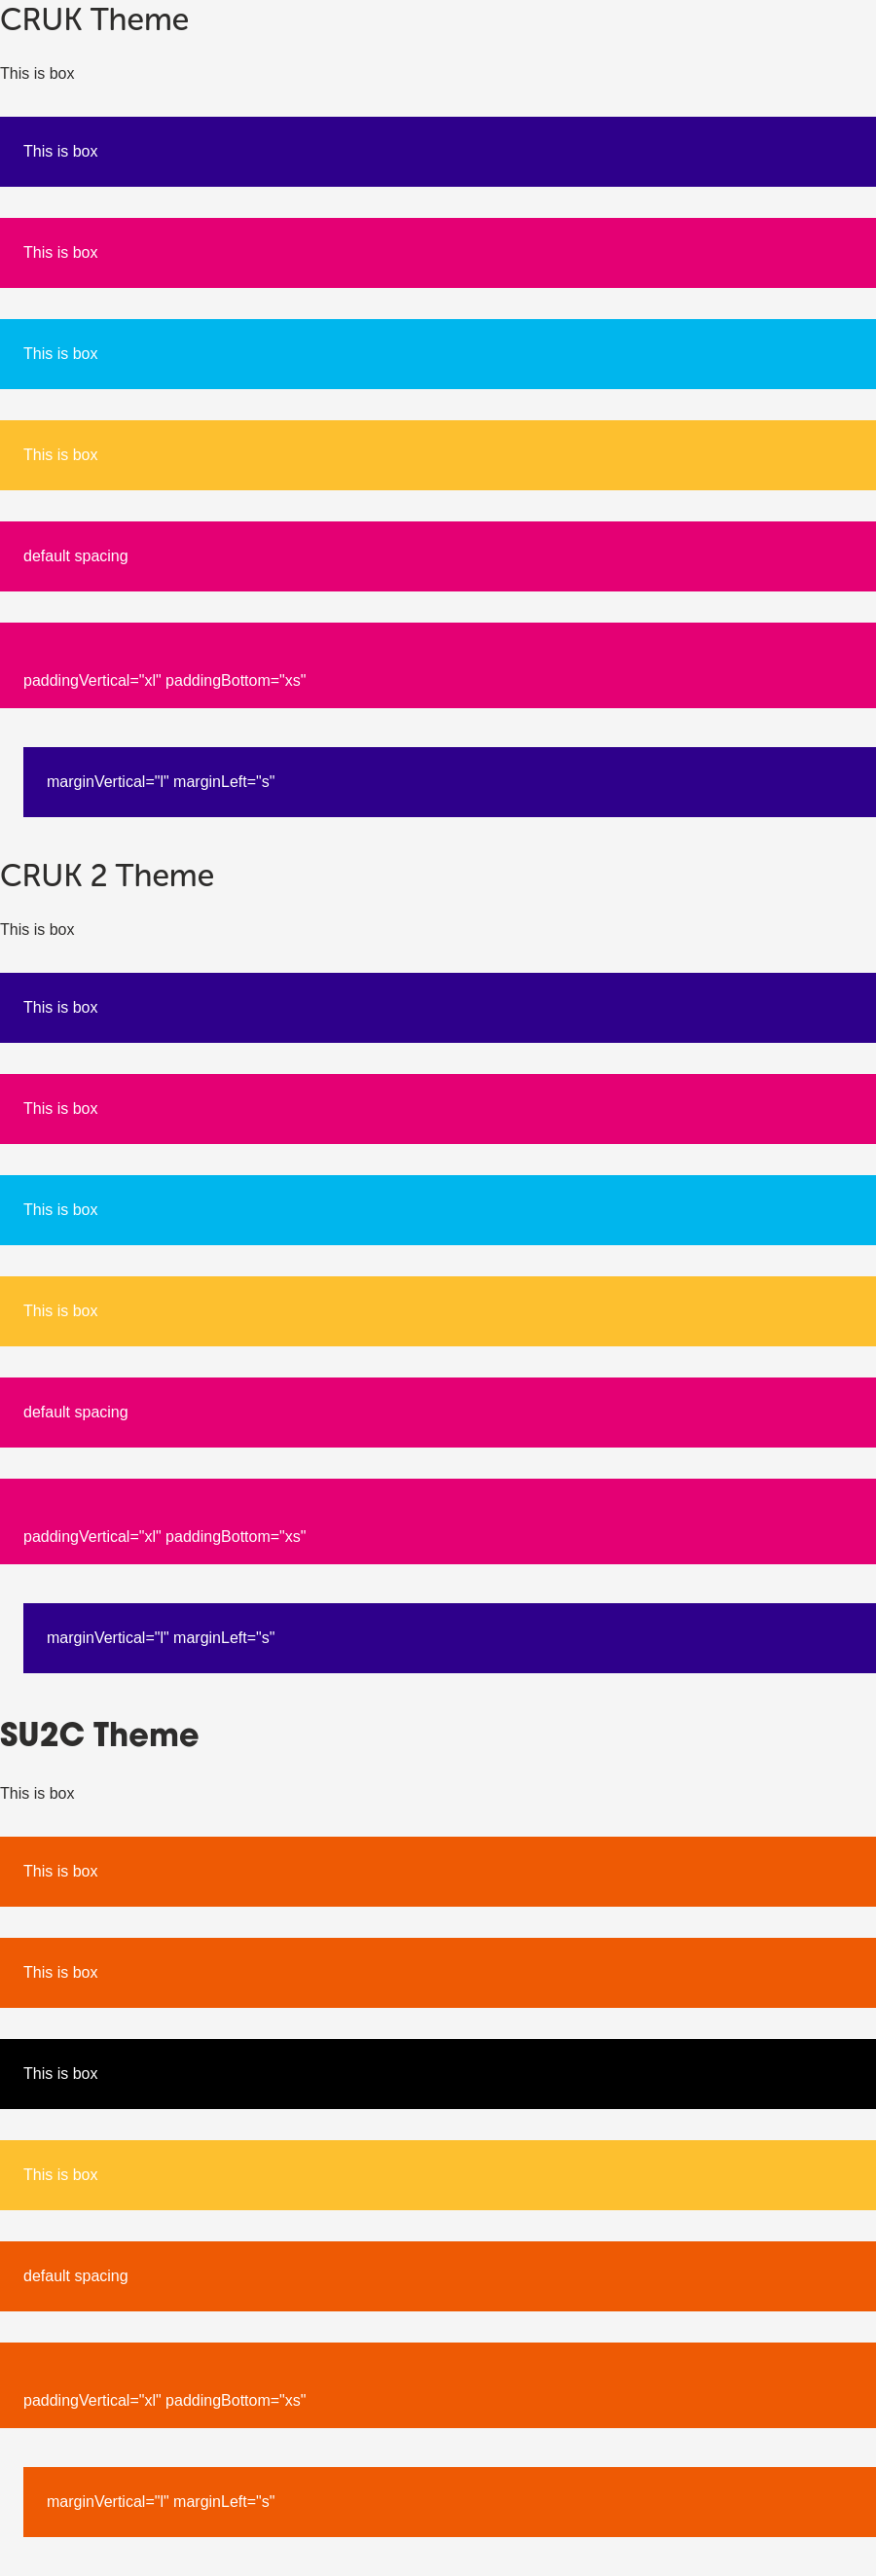 CRUK Theme
This is box
This is box
This is box
This is box
This is box
default spacing
paddingVertical="xl" paddingBottom="xs"
marginVertical="l" marginLeft="s"
CRUK 2 Theme
This is box
This is box
This is box
This is box
This is box
default spacing
paddingVertical="xl" paddingBottom="xs"
marginVertical="l" marginLeft="s"
SU2C Theme
This is box
This is box
This is box
This is box
This is box
default spacing
paddingVertical="xl" paddingBottom="xs"
marginVertical="l" marginLeft="s"